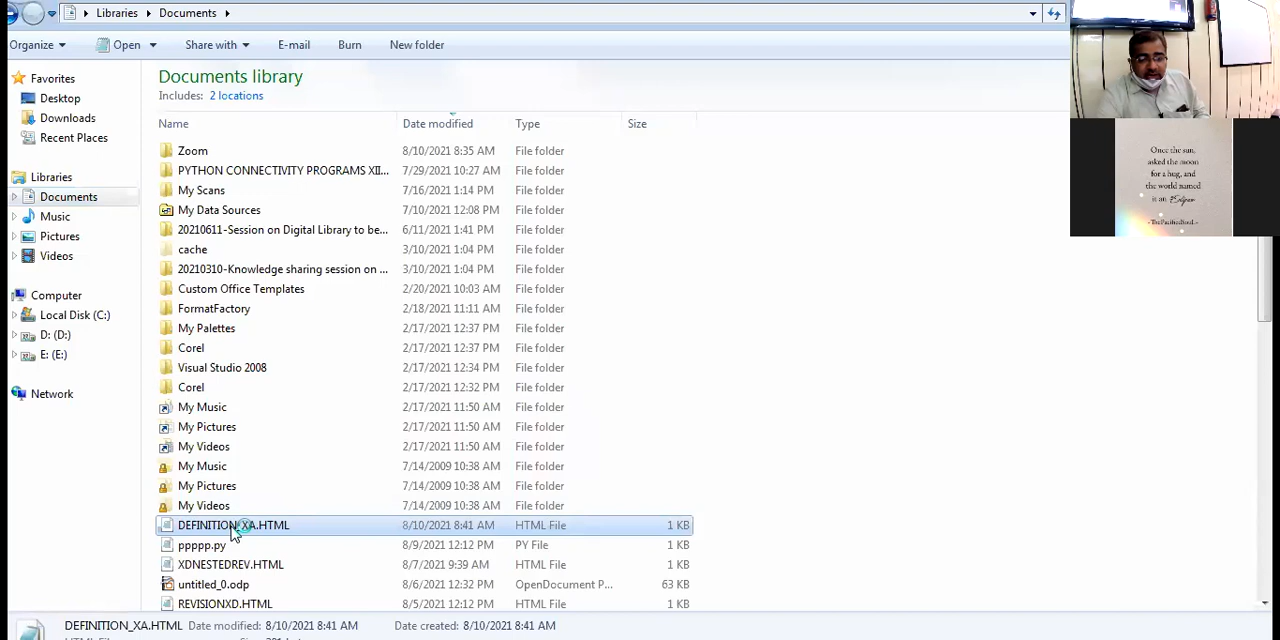 Libraries Documents
Organize Open Share with E-mail Burn New folder
Favorites
Desktop
Downloads
Recent Places
Libraries
Documents
Music
Pictures
Videos
Computer
Local Disk (C:)
D: (D:)
E: (E:)
Network
Documents library
Includes: 2 locations
Name Date modified Type Size
Zoom 8/10/2021 8:35 AM File folder
PYTHON CONNECTIVITY PROGRAMS XII... 7/29/2021 10:27 AM File folder
My Scans 7/16/2021 1:14 PM File folder
My Data Sources 7/10/2021 12:08 PM File folder
20210611-Session on Digital Library to be... 6/11/2021 1:41 PM File folder
cache 3/10/2021 1:04 PM File folder
20210310-Knowledge sharing session on ... 3/10/2021 1:04 PM File folder
Custom Office Templates 2/20/2021 10:03 AM File folder
FormatFactory 2/18/2021 11:11 AM File folder
My Palettes 2/17/2021 12:37 PM File folder
Corel 2/17/2021 12:37 PM File folder
Visual Studio 2008 2/17/2021 12:34 PM File folder
Corel 2/17/2021 12:32 PM File folder
My Music 2/17/2021 11:50 AM File folder
My Pictures 2/17/2021 11:50 AM File folder
My Videos 2/17/2021 11:50 AM File folder
My Music 7/14/2009 10:38 AM File folder
My Pictures 7/14/2009 10:38 AM File folder
My Videos 7/14/2009 10:38 AM File folder
DEFINITION_XA.HTML 8/10/2021 8:41 AM HTML File 1 KB
ppppp.py 8/9/2021 12:12 PM PY File 1 KB
XDNESTEDREV.HTML 8/7/2021 9:39 AM HTML File 1 KB
untitled_0.odp 8/6/2021 12:32 PM OpenDocument P... 63 KB
REVISIONXD.HTML 8/5/2021 12:12 PM HTML File 1 KB
DEFINITION_XA.HTML Date modified: 8/10/2021 8:41 AM Date created: 8/10/2021 8:41 AM
Once the sun,
asked the moon
for a hug, and
the world named
it an